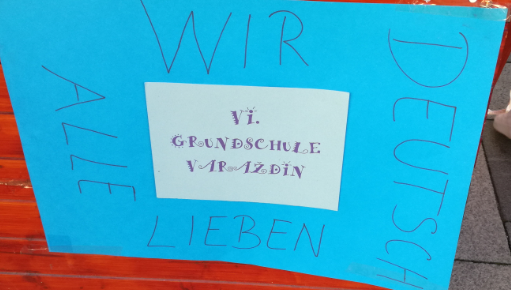 WIR
ALLE
LIEBEN
DEUTSCH
VI.
GRUNDSCHULE
VARAŽDIN